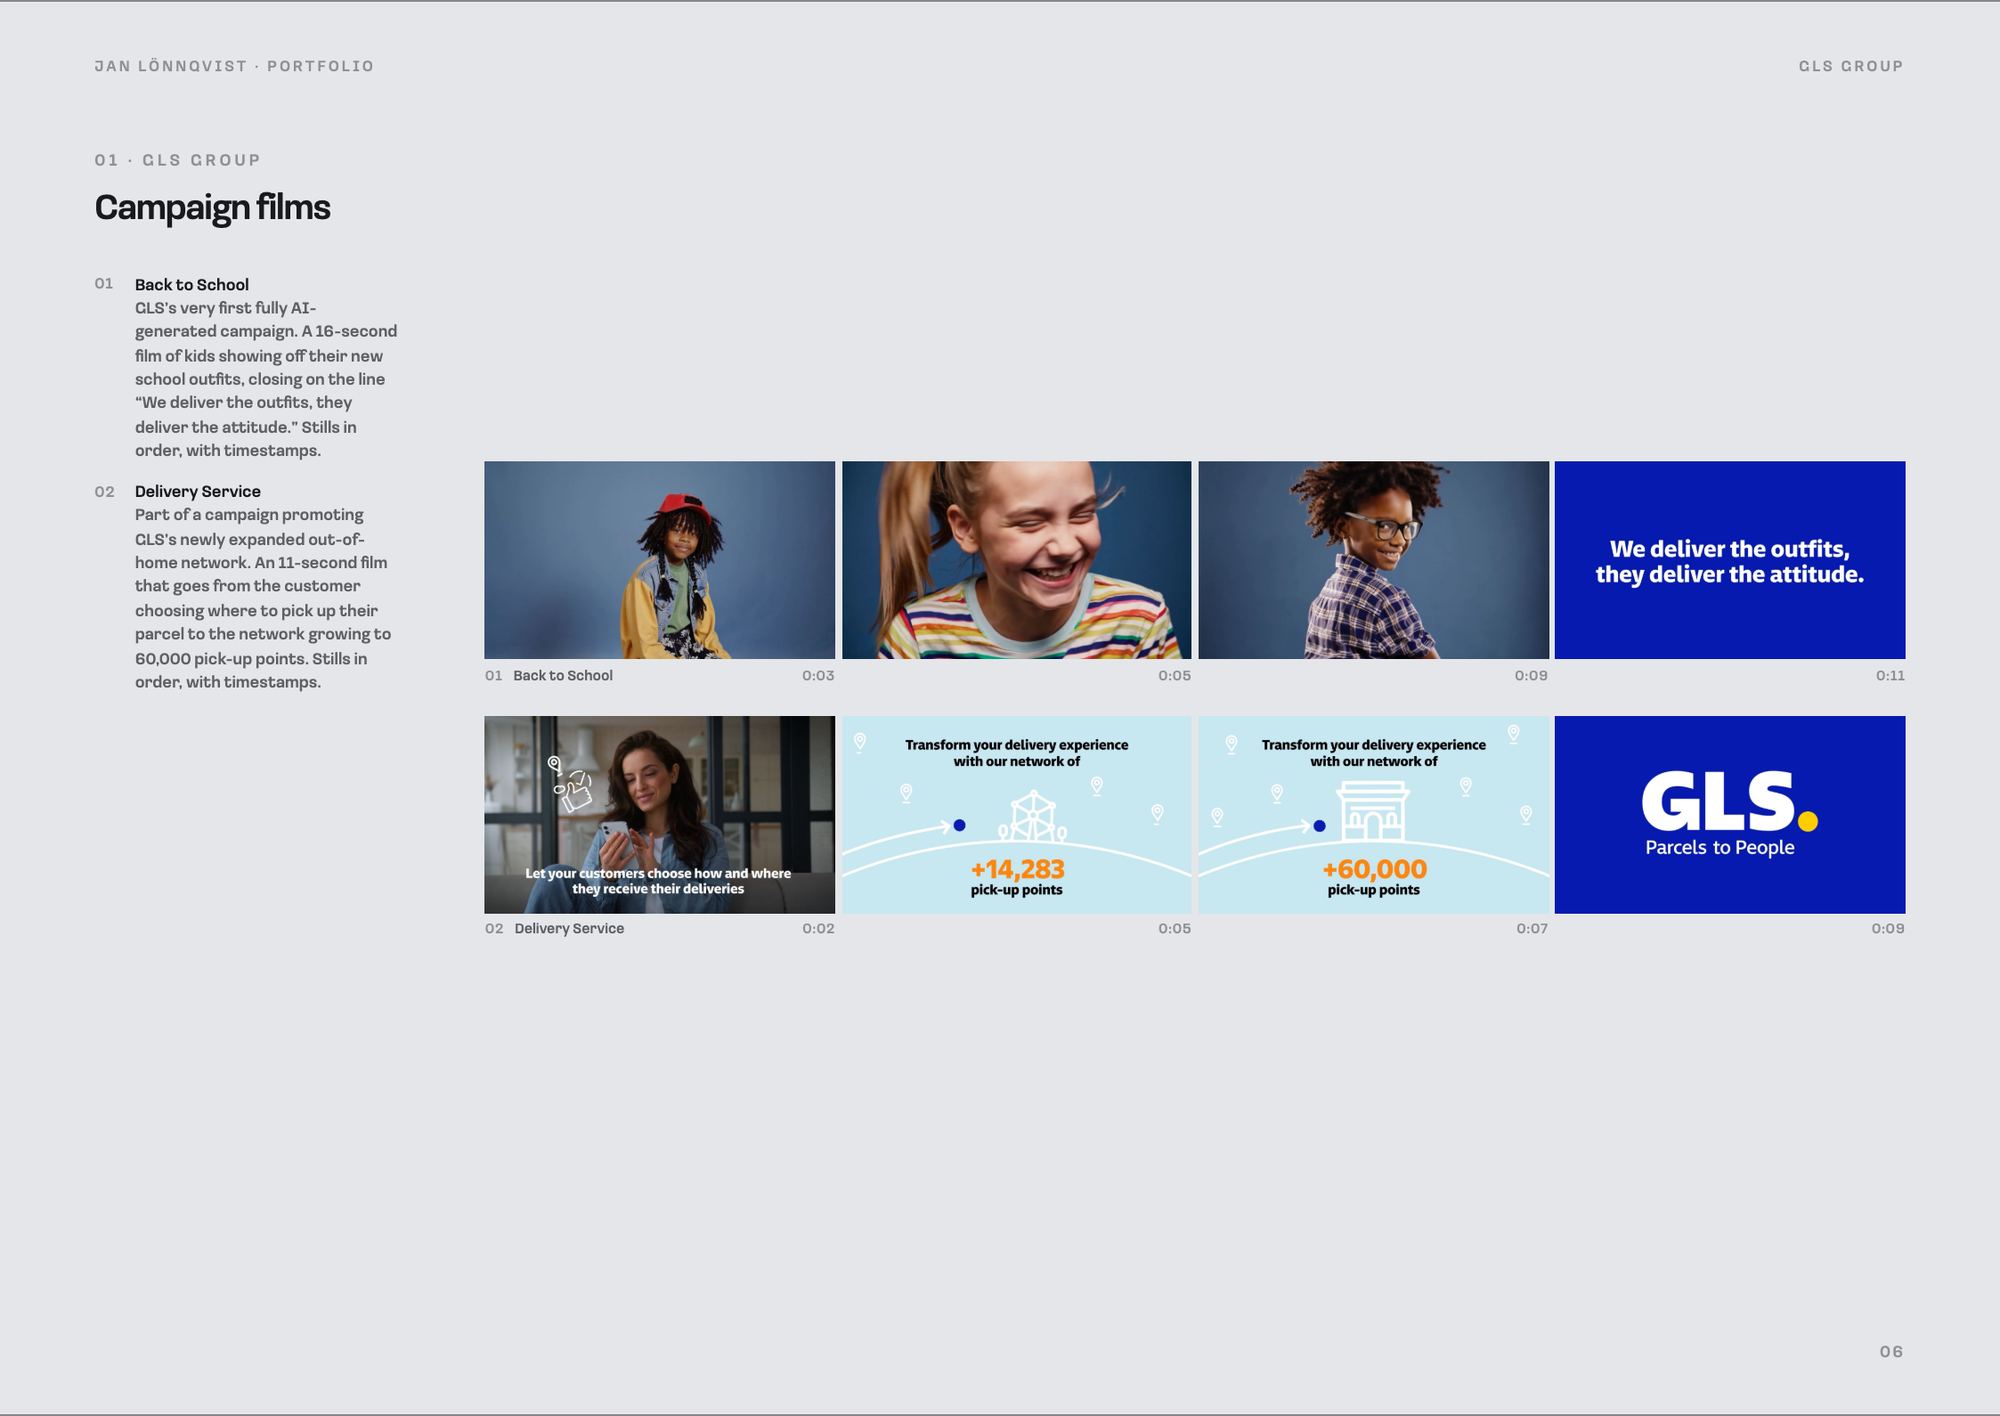 JAN LÖNNQVIST · PORTFOLIO
GLS GROUP
01 · GLS GROUP
Campaign films
01 Back to School
GLS's very first fully AI-
generated campaign. A 16-second
film of kids showing off their new
school outfits, closing on the line
“We deliver the outfits, they
deliver the attitude.” Stills in
order, with timestamps.
02 Delivery Service
Part of a campaign promoting
GLS's newly expanded out-of-
home network. An 11-second film
that goes from the customer
choosing where to pick up their
parcel to the network growing to
60,000 pick-up points. Stills in
order, with timestamps.
We deliver the outfits,
they deliver the attitude.
01 Back to School 0:03
0:05
0:09
0:11
Let your customers choose how and where
they receive their deliveries
Transform your delivery experience
with our network of
+14,283
pick-up points
Transform your delivery experience
with our network of
+60,000
pick-up points
GLS.
Parcels to People
02 Delivery Service 0:02
0:05
0:07
0:09
06